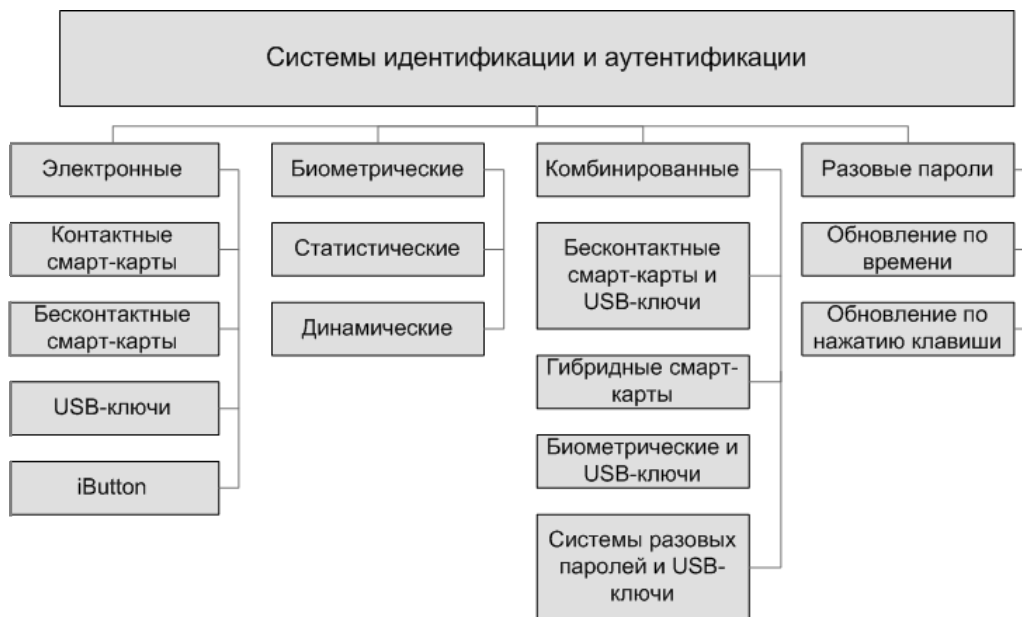 Системы идентификации и аутентификации
Электронные
Контактные
смарт-карты
Бесконтактные
смарт-карты
USB-ключи
iButton
Биометрические
Статистические
Динамические
Комбинированные
Бесконтактные
смарт-карты и
USB-ключи
Гибридные смарт-
карты
Биометрические и
USB-ключи
Системы разовых
паролей и USB-
ключи
Разовые пароли
Обновление по
времени
Обновление по
нажатию клавиши